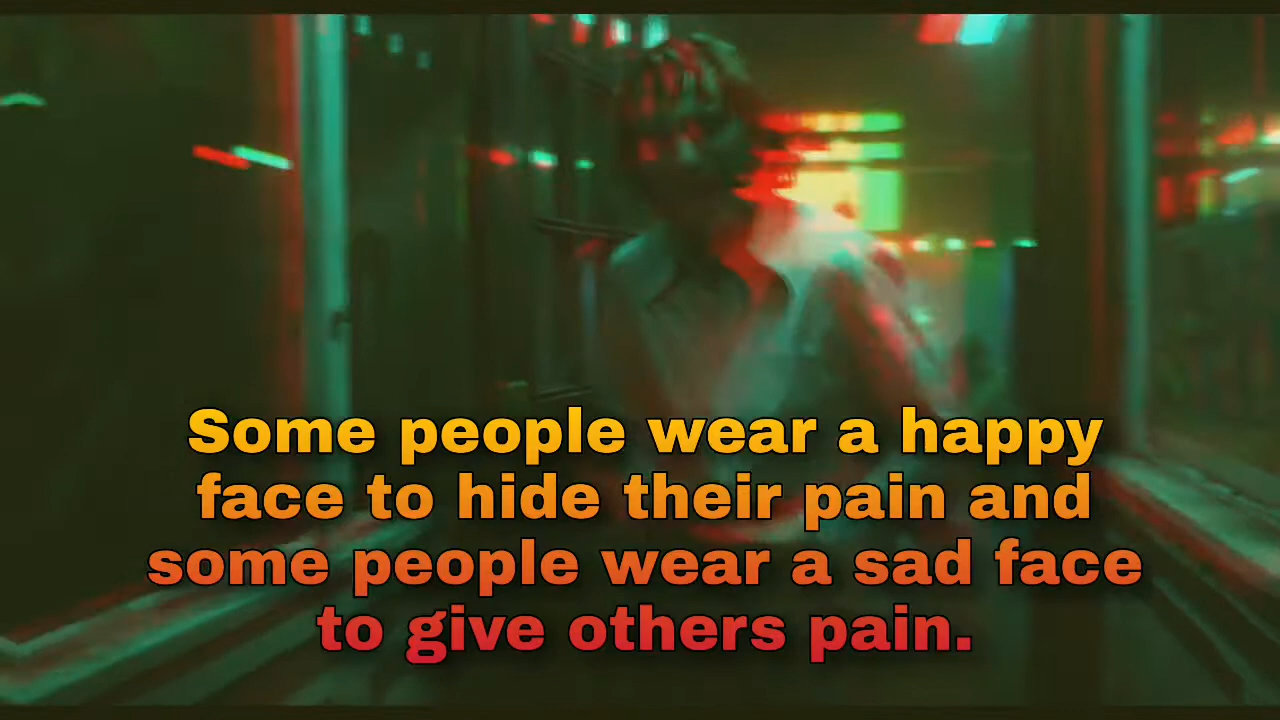 Some people wear a happy
face to hide their pain and
some people wear a sad face
to give others pain.